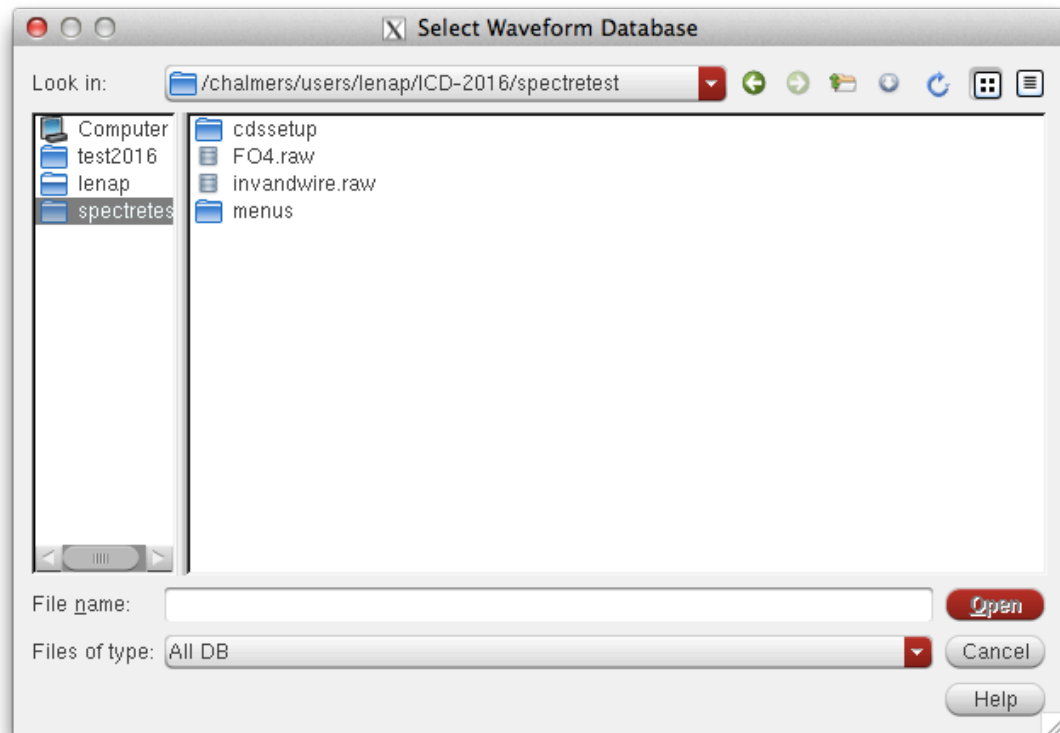 Select Waveform Database
Look in: /chalmers/users/lenap/ICD-2016/spectretest
Computer
test2016
lenap
spectretes
cdssetup
FO4.raw
invandwire.raw
menus
File name:
Open
Files of type: All DB
Cancel
Help